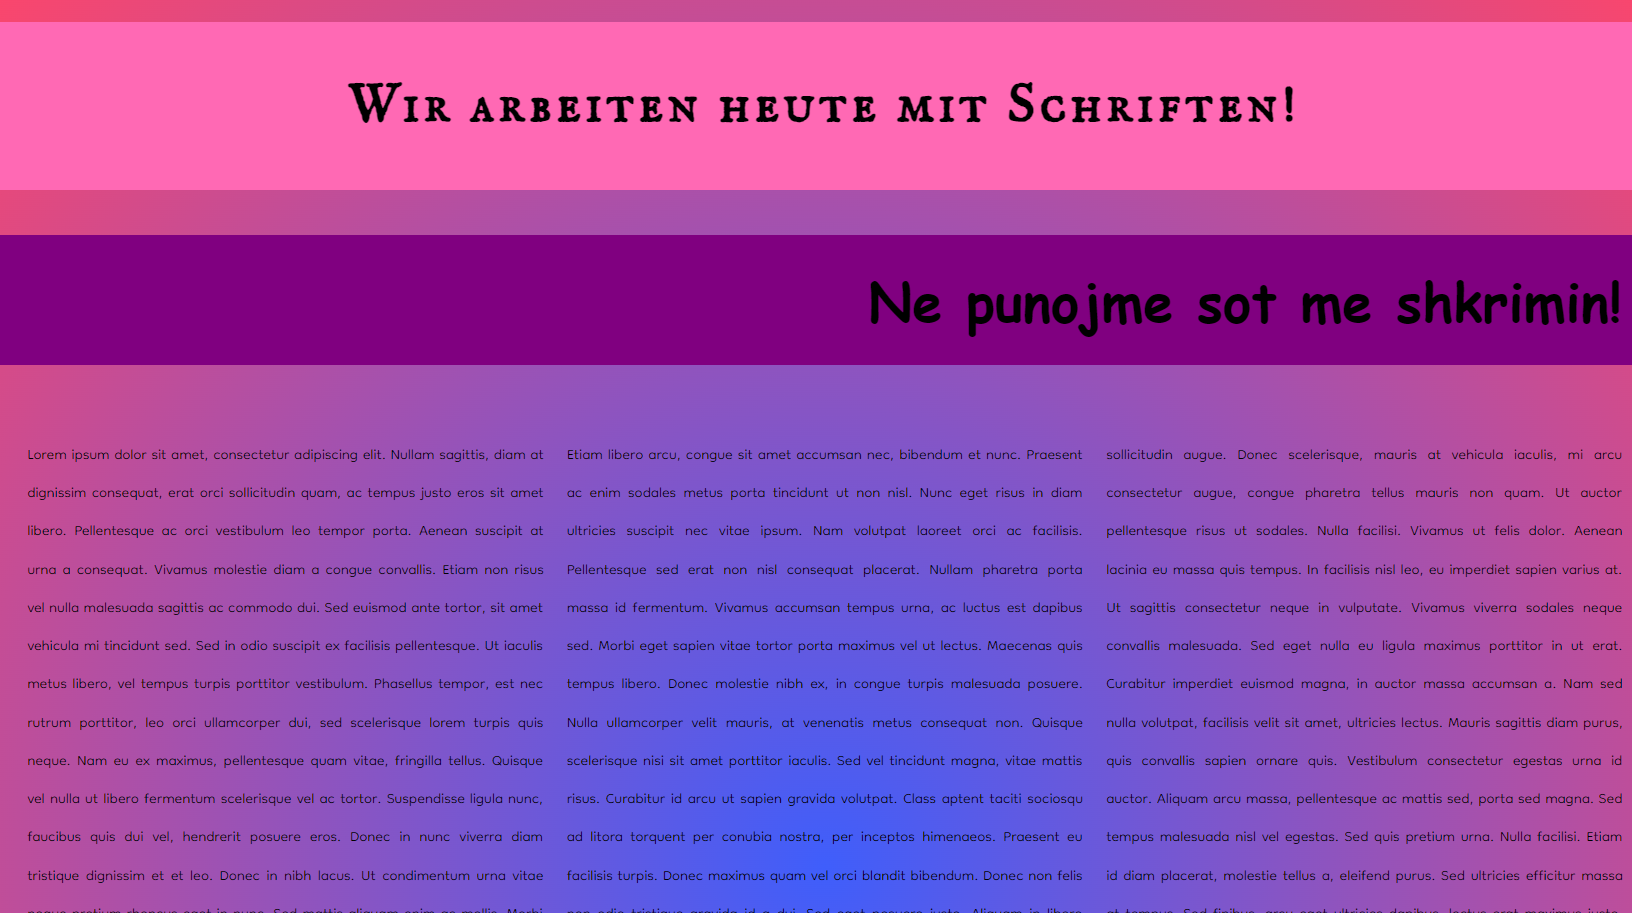 Wir arbeiten heute mit Schriften!
Ne punojme sot me shkrimin!
Lorem ipsum dolor sit amet, consectetur adipiscing elit. Nullam sagittis, diam at
dignissim consequat, erat orci sollicitudin quam, ac tempus justo eros sit amet
libero. Pellentesque ac orci vestibulum leo tempor porta. Aenean suscipit at
urna a consequat. Vivamus molestie diam a congue convallis. Etiam non risus
vel nulla malesuada sagittis ac commodo dui. Sed euismod ante tortor, sit amet
vehicula mi tincidunt sed. Sed in odio suscipit ex facilisis pellentesque. Ut iaculis
metus libero, vel tempus turpis porttitor vestibulum. Phasellus tempor, est nec
rutrum porttitor, leo orci ullamcorper dui, sed scelerisque lorem turpis quis
neque. Nam eu ex maximus, pellentesque quam vitae, fringilla tellus. Quisque
vel nulla ut libero fermentum scelerisque vel ac tortor. Suspendisse ligula nunc,
faucibus quis dui vel, hendrerit posuere eros. Donec in nunc viverra diam
tristique dignissim et et leo. Donec in nibh lacus. Ut condimentum urna vitae
Etiam libero arcu, congue sit amet accumsan nec, bibendum et nunc. Praesent
ac enim sodales metus porta tincidunt ut non nisl. Nunc eget risus in diam
ultricies suscipit nec vitae ipsum. Nam volutpat laoreet orci ac facilisis.
Pellentesque sed erat non nisl consequat placerat. Nullam pharetra porta
massa id fermentum. Vivamus accumsan tempus urna, ac luctus est dapibus
sed. Morbi eget sapien vitae tortor porta maximus vel ut lectus. Maecenas quis
tempus libero. Donec molestie nibh ex, in congue turpis malesuada posuere.
Nulla ullamcorper velit mauris, at venenatis metus consequat non. Quisque
scelerisque nisi sit amet porttitor iaculis. Sed vel tincidunt magna, vitae mattis
risus. Curabitur id arcu ut sapien gravida volutpat. Class aptent taciti sociosqu
ad litora torquent per conubia nostra, per inceptos himenaeos. Praesent eu
facilisis turpis. Donec maximus quam vel orci blandit bibendum. Donec non felis
sollicitudin augue. Donec scelerisque, mauris at vehicula iaculis, mi arcu
consectetur augue, congue pharetra tellus mauris non quam. Ut auctor
pellentesque risus ut sodales. Nulla facilisi. Vivamus ut felis dolor. Aenean
lacinia eu massa quis tempus. In facilisis nisl leo, eu imperdiet sapien varius at.
Ut sagittis consectetur neque in vulputate. Vivamus viverra sodales neque
convallis malesuada. Sed eget nulla eu ligula maximus porttitor in ut erat.
Curabitur imperdiet euismod magna, in auctor massa accumsan a. Nam sed
nulla volutpat, facilisis velit sit amet, ultricies lectus. Mauris sagittis diam purus,
quis convallis sapien ornare quis. Vestibulum consectetur egestas urna id
auctor. Aliquam arcu massa, pellentesque ac mattis sed, porta sed magna. Sed
tempus malesuada nisl vel egestas. Sed quis pretium urna. Nulla facilisi. Etiam
id diam placerat, molestie tellus a, eleifend purus. Sed ultricies efficitur massa